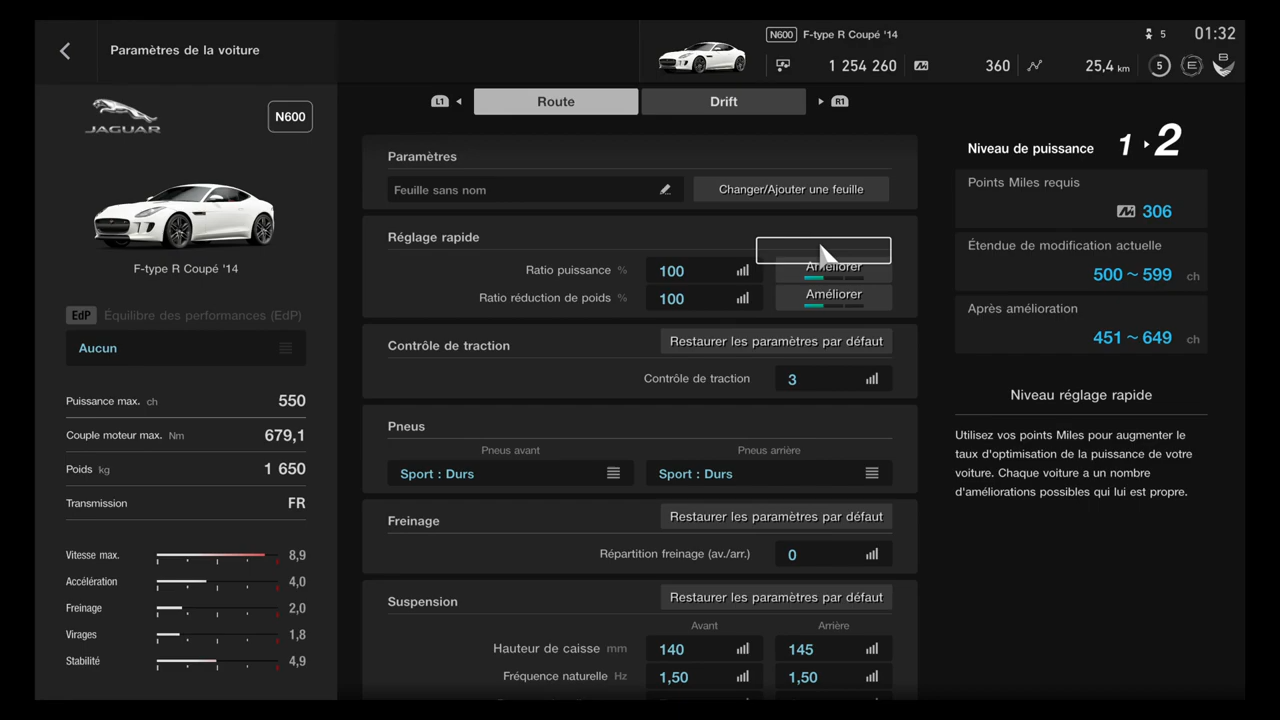 Paramètres de la voiture
N600 F-type R Coupé '14
5 01:32
1 254 260 360 25,4 km 5 E B
JAGUAR
N600
F-type R Coupé '14
EdP Équilibre des performances (EdP)
Aucun
Puissance max. ch 550
Couple moteur max. Nm 679,1
Poids kg 1 650
Transmission FR
Vitesse max. 8,9
Accélération 4,0
Freinage 2,0
Virages 1,8
Stabilité 4,9
L1 Route Drift R1
Paramètres
Feuille sans nom Changer/Ajouter une feuille
Réglage rapide
Ratio puissance % 100 Améliorer
Ratio réduction de poids % 100 Améliorer
Contrôle de traction Restaurer les paramètres par défaut
Contrôle de traction 3
Pneus
Pneus avant Pneus arrière
Sport : Durs Sport : Durs
Freinage Restaurer les paramètres par défaut
Répartition freinage (av./arr.) 0
Suspension Restaurer les paramètres par défaut
Avant Arrière
Hauteur de caisse mm 140 145
Fréquence naturelle Hz 1,50 1,50
Niveau de puissance 1 2
Points Miles requis
306
Étendue de modification actuelle
500 ~ 599 ch
Après amélioration
451 ~ 649 ch
Niveau réglage rapide
Utilisez vos points Miles pour augmenter le
taux d'optimisation de la puissance de votre
voiture. Chaque voiture a un nombre
d'améliorations possibles qui lui est propre.